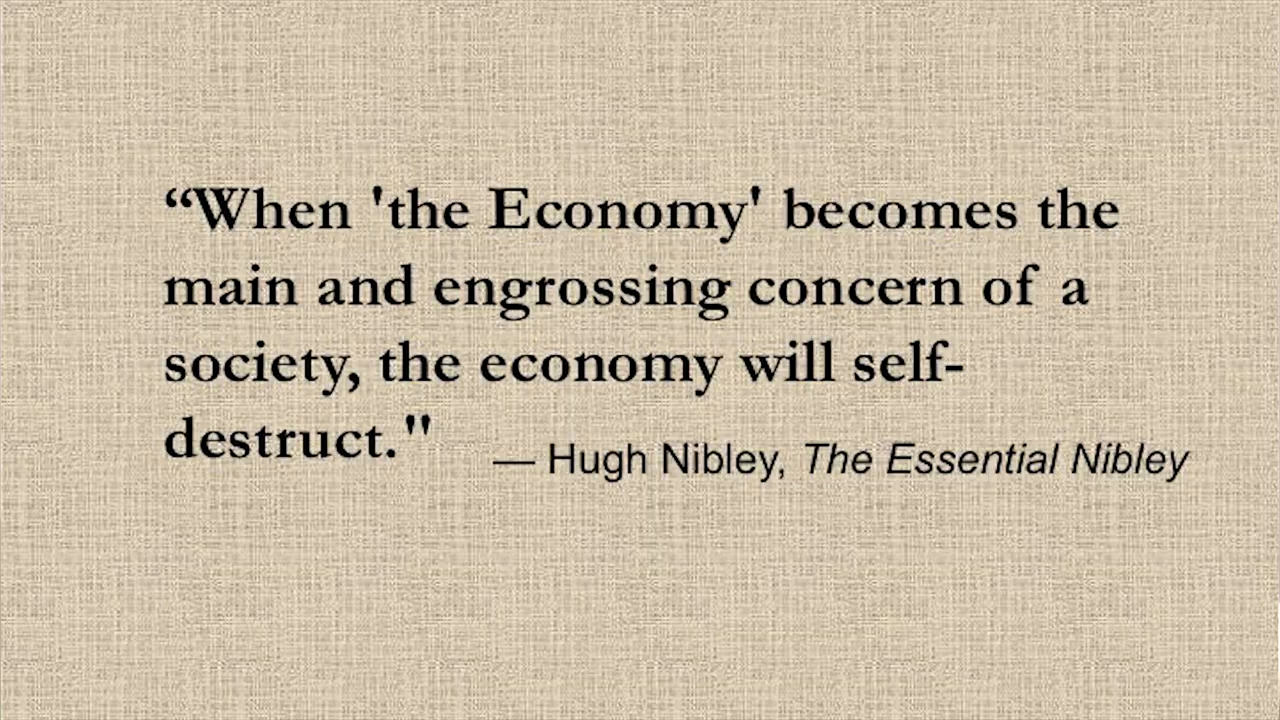 “When 'the Economy' becomes the
main and engrossing concern of a
society, the economy will self-
destruct."
— Hugh Nibley, The Essential Nibley